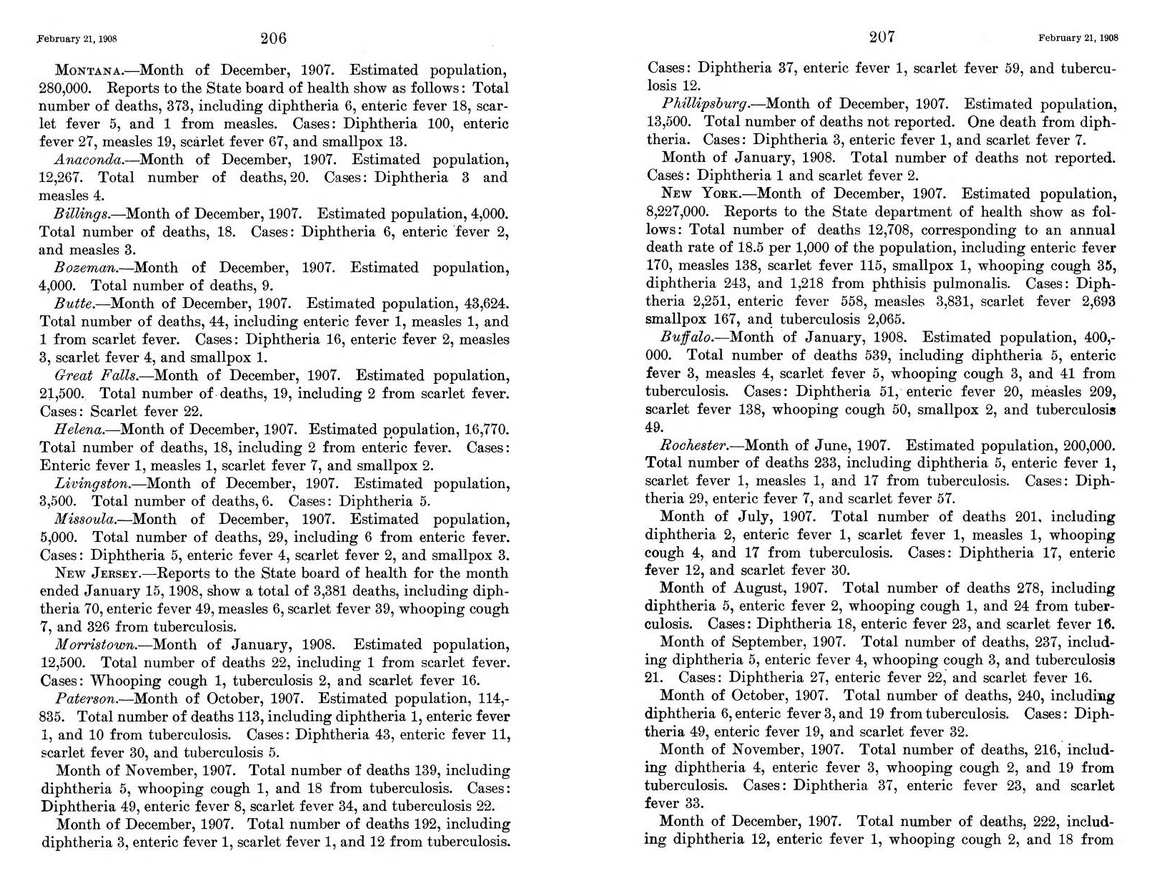 February 21, 1908
206
MONTANA.—Month of December, 1907. Estimated population,
280,000. Reports to the State board of health show as follows: Total
number of deaths, 373, including diphtheria 6, enteric fever 18, scar-
let fever 5, and 1 from measles. Cases: Diphtheria 100, enteric
fever 27, measles 19, scarlet fever 67, and smallpox 13.
Anaconda.—Month of December, 1907. Estimated population,
12,267. Total number of deaths, 20. Cases: Diphtheria 3 and
measles 4.
Billings.—Month of December, 1907. Estimated population, 4,000.
Total number of deaths, 18. Cases: Diphtheria 6, enteric fever 2,
and measles 3.
Bozeman.—Month of December, 1907. Estimated population,
4,000. Total number of deaths, 9.
Butte.—Month of December, 1907. Estimated population, 43,624.
Total number of deaths, 44, including enteric fever 1, measles 1, and
1 from scarlet fever. Cases: Diphtheria 16, enteric fever 2, measles
3, scarlet fever 4, and smallpox 1.
Great Falls.—Month of December, 1907. Estimated population,
21,500. Total number of deaths, 19, including 2 from scarlet fever.
Cases: Scarlet fever 22.
Helena.—Month of December, 1907. Estimated population, 16,770.
Total number of deaths, 18, including 2 from enteric fever. Cases:
Enteric fever 1, measles 1, scarlet fever 7, and smallpox 2.
Livingston.—Month of December, 1907. Estimated population,
3,500. Total number of deaths, 6. Cases: Diphtheria 5.
Missoula.—Month of December, 1907. Estimated population,
5,000. Total number of deaths, 29, including 6 from enteric fever.
Cases: Diphtheria 5, enteric fever 4, scarlet fever 2, and smallpox 3.
NEW JERSEY.—Reports to the State board of health for the month
ended January 15, 1908, show a total of 3,381 deaths, including diph-
theria 70, enteric fever 49, measles 6, scarlet fever 39, whooping cough
7, and 326 from tuberculosis.
Morristown.—Month of January, 1908. Estimated population,
12,500. Total number of deaths 22, including 1 from scarlet fever.
Cases: Whooping cough 1, tuberculosis 2, and scarlet fever 16.
Paterson.—Month of October, 1907. Estimated population, 114,-
835. Total number of deaths 113, including diphtheria 1, enteric fever
1, and 10 from tuberculosis. Cases: Diphtheria 43, enteric fever 11,
scarlet fever 30, and tuberculosis 5.
Month of November, 1907. Total number of deaths 139, including
diphtheria 5, whooping cough 1, and 18 from tuberculosis. Cases:
Diphtheria 49, enteric fever 8, scarlet fever 34, and tuberculosis 22.
Month of December, 1907. Total number of deaths 192, including
diphtheria 3, enteric fever 1, scarlet fever 1, and 12 from tuberculosis.
207
February 21, 1908
Cases: Diphtheria 37, enteric fever 1, scarlet fever 59, and tubercu-
losis 12.
Phillipsburg.—Month of December, 1907. Estimated population,
13,500. Total number of deaths not reported. One death from diph-
theria. Cases: Diphtheria 3, enteric fever 1, and scarlet fever 7.
Month of January, 1908. Total number of deaths not reported.
Cases: Diphtheria 1 and scarlet fever 2.
NEW YORK.—Month of December, 1907. Estimated population,
8,227,000. Reports to the State department of health show as fol-
lows: Total number of deaths 12,708, corresponding to an annual
death rate of 18.5 per 1,000 of the population, including enteric fever
170, measles 138, scarlet fever 115, smallpox 1, whooping cough 35,
diphtheria 243, and 1,218 from phthisis pulmonalis. Cases: Diph-
theria 2,251, enteric fever 558, measles 3,831, scarlet fever 2,693
smallpox 167, and tuberculosis 2,065.
Buffalo.—Month of January, 1908. Estimated population, 400,-
000. Total number of deaths 539, including diphtheria 5, enteric
fever 3, measles 4, scarlet fever 5, whooping cough 3, and 41 from
tuberculosis. Cases: Diphtheria 51, enteric fever 20, measles 209,
scarlet fever 138, whooping cough 50, smallpox 2, and tuberculosis
49.
Rochester.—Month of June, 1907. Estimated population, 200,000.
Total number of deaths 233, including diphtheria 5, enteric fever 1,
scarlet fever 1, measles 1, and 17 from tuberculosis. Cases: Diph-
theria 29, enteric fever 7, and scarlet fever 57.
Month of July, 1907. Total number of deaths 201, including
diphtheria 2, enteric fever 1, scarlet fever 1, measles 1, whooping
cough 4, and 17 from tuberculosis. Cases: Diphtheria 17, enteric
fever 12, and scarlet fever 30.
Month of August, 1907. Total number of deaths 278, including
diphtheria 5, enteric fever 2, whooping cough 1, and 24 from tuber-
culosis. Cases: Diphtheria 18, enteric fever 23, and scarlet fever 16.
Month of September, 1907. Total number of deaths, 237, includ-
ing diphtheria 5, enteric fever 4, whooping cough 3, and tuberculosis
21. Cases: Diphtheria 27, enteric fever 22, and scarlet fever 16.
Month of October, 1907. Total number of deaths, 240, including
diphtheria 6, enteric fever 3, and 19 from tuberculosis. Cases: Diph-
theria 49, enteric fever 19, and scarlet fever 32.
Month of November, 1907. Total number of deaths, 216, includ-
ing diphtheria 4, enteric fever 3, whooping cough 2, and 19 from
tuberculosis. Cases: Diphtheria 37, enteric fever 23, and scarlet
fever 33.
Month of December, 1907. Total number of deaths, 222, includ-
ing diphtheria 12, enteric fever 1, whooping cough 2, and 18 from